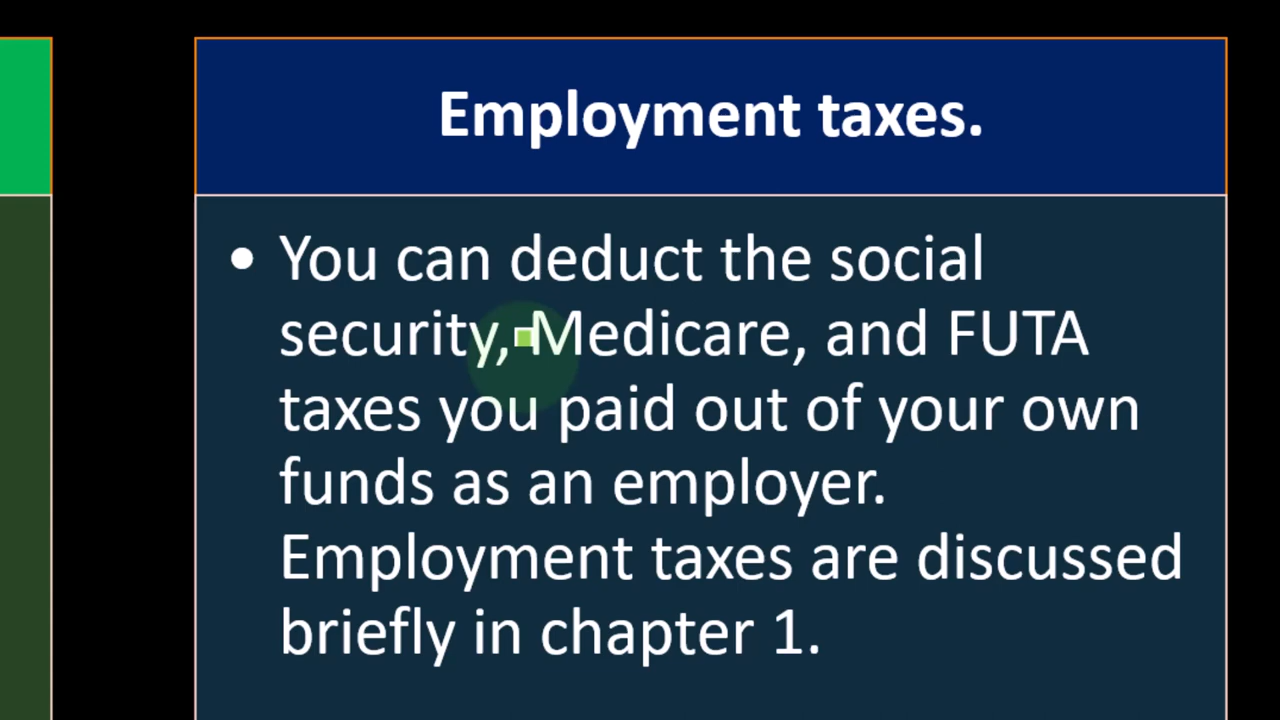 Employment taxes.
• You can deduct the social
security, Medicare, and FUTA
taxes you paid out of your own
funds as an employer.
Employment taxes are discussed
briefly in chapter 1.